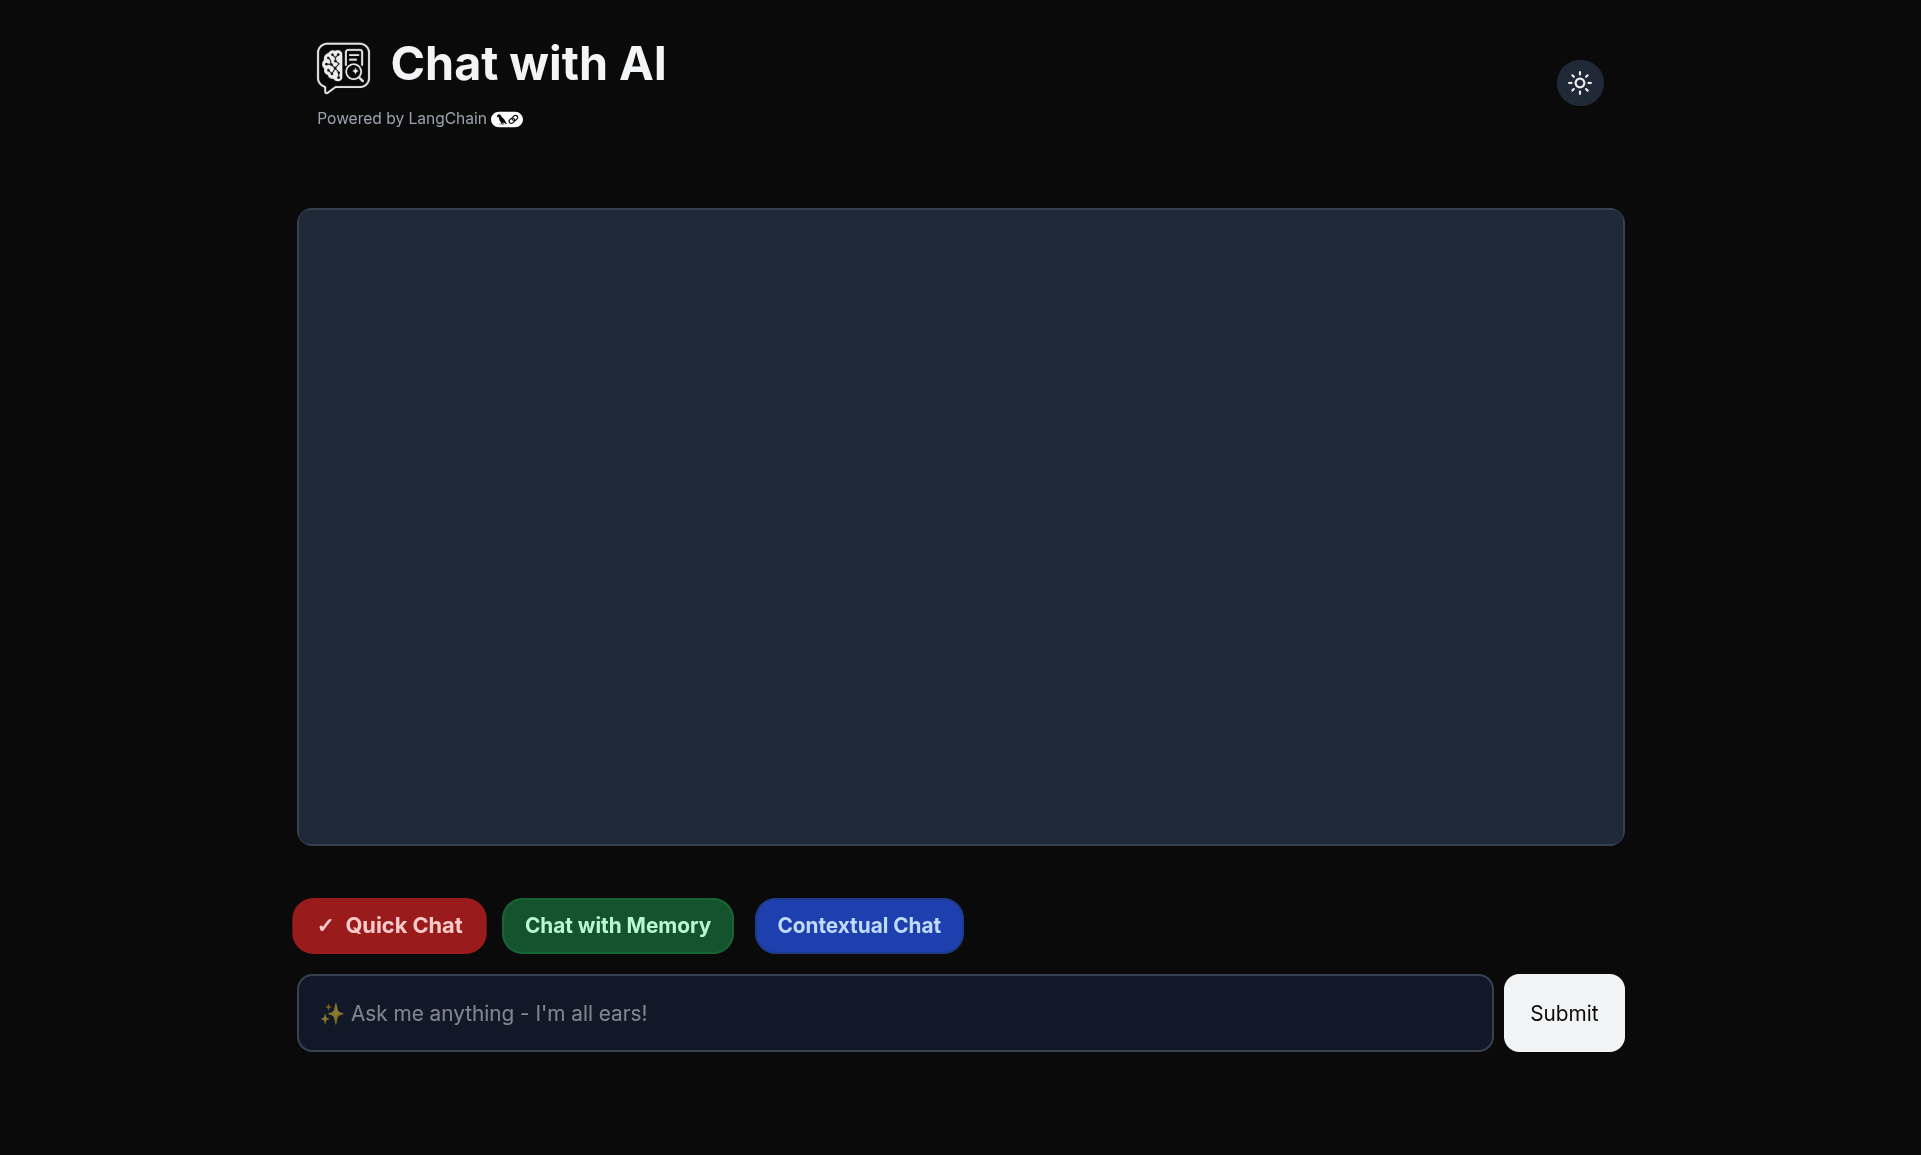 Chat with AI
Powered by LangChain
✓ Quick Chat
Chat with Memory
Contextual Chat
✨ Ask me anything - I'm all ears!
Submit